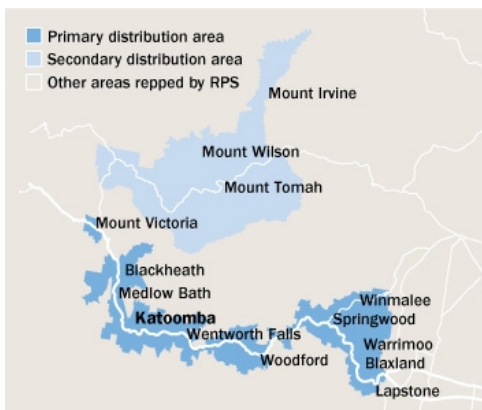 Primary distribution area
Secondary distribution area
Other areas repped by RPS
Mount Irvine
Mount Wilson
Mount Tomah
Mount Victoria
Blackheath
Medlow Bath
Katoomba
Wentworth Falls
Woodford
Winmalee
Springwood
Warrimoo
Blaxland
Lapstone